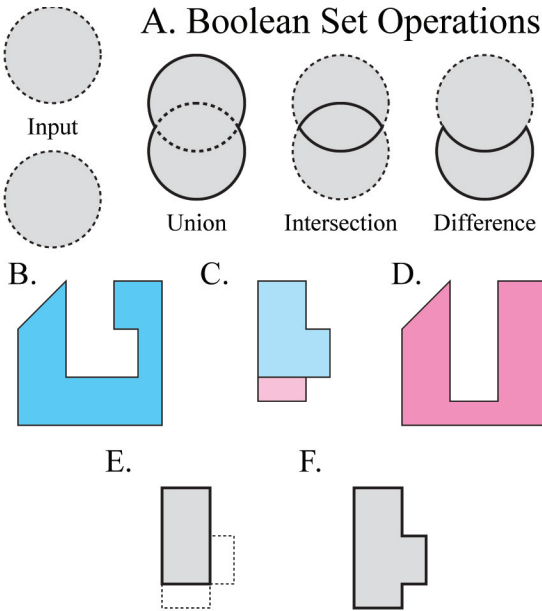 A. Boolean Set Operations
Input
Union
Intersection
Difference
B.
C.
D.
E.
F.